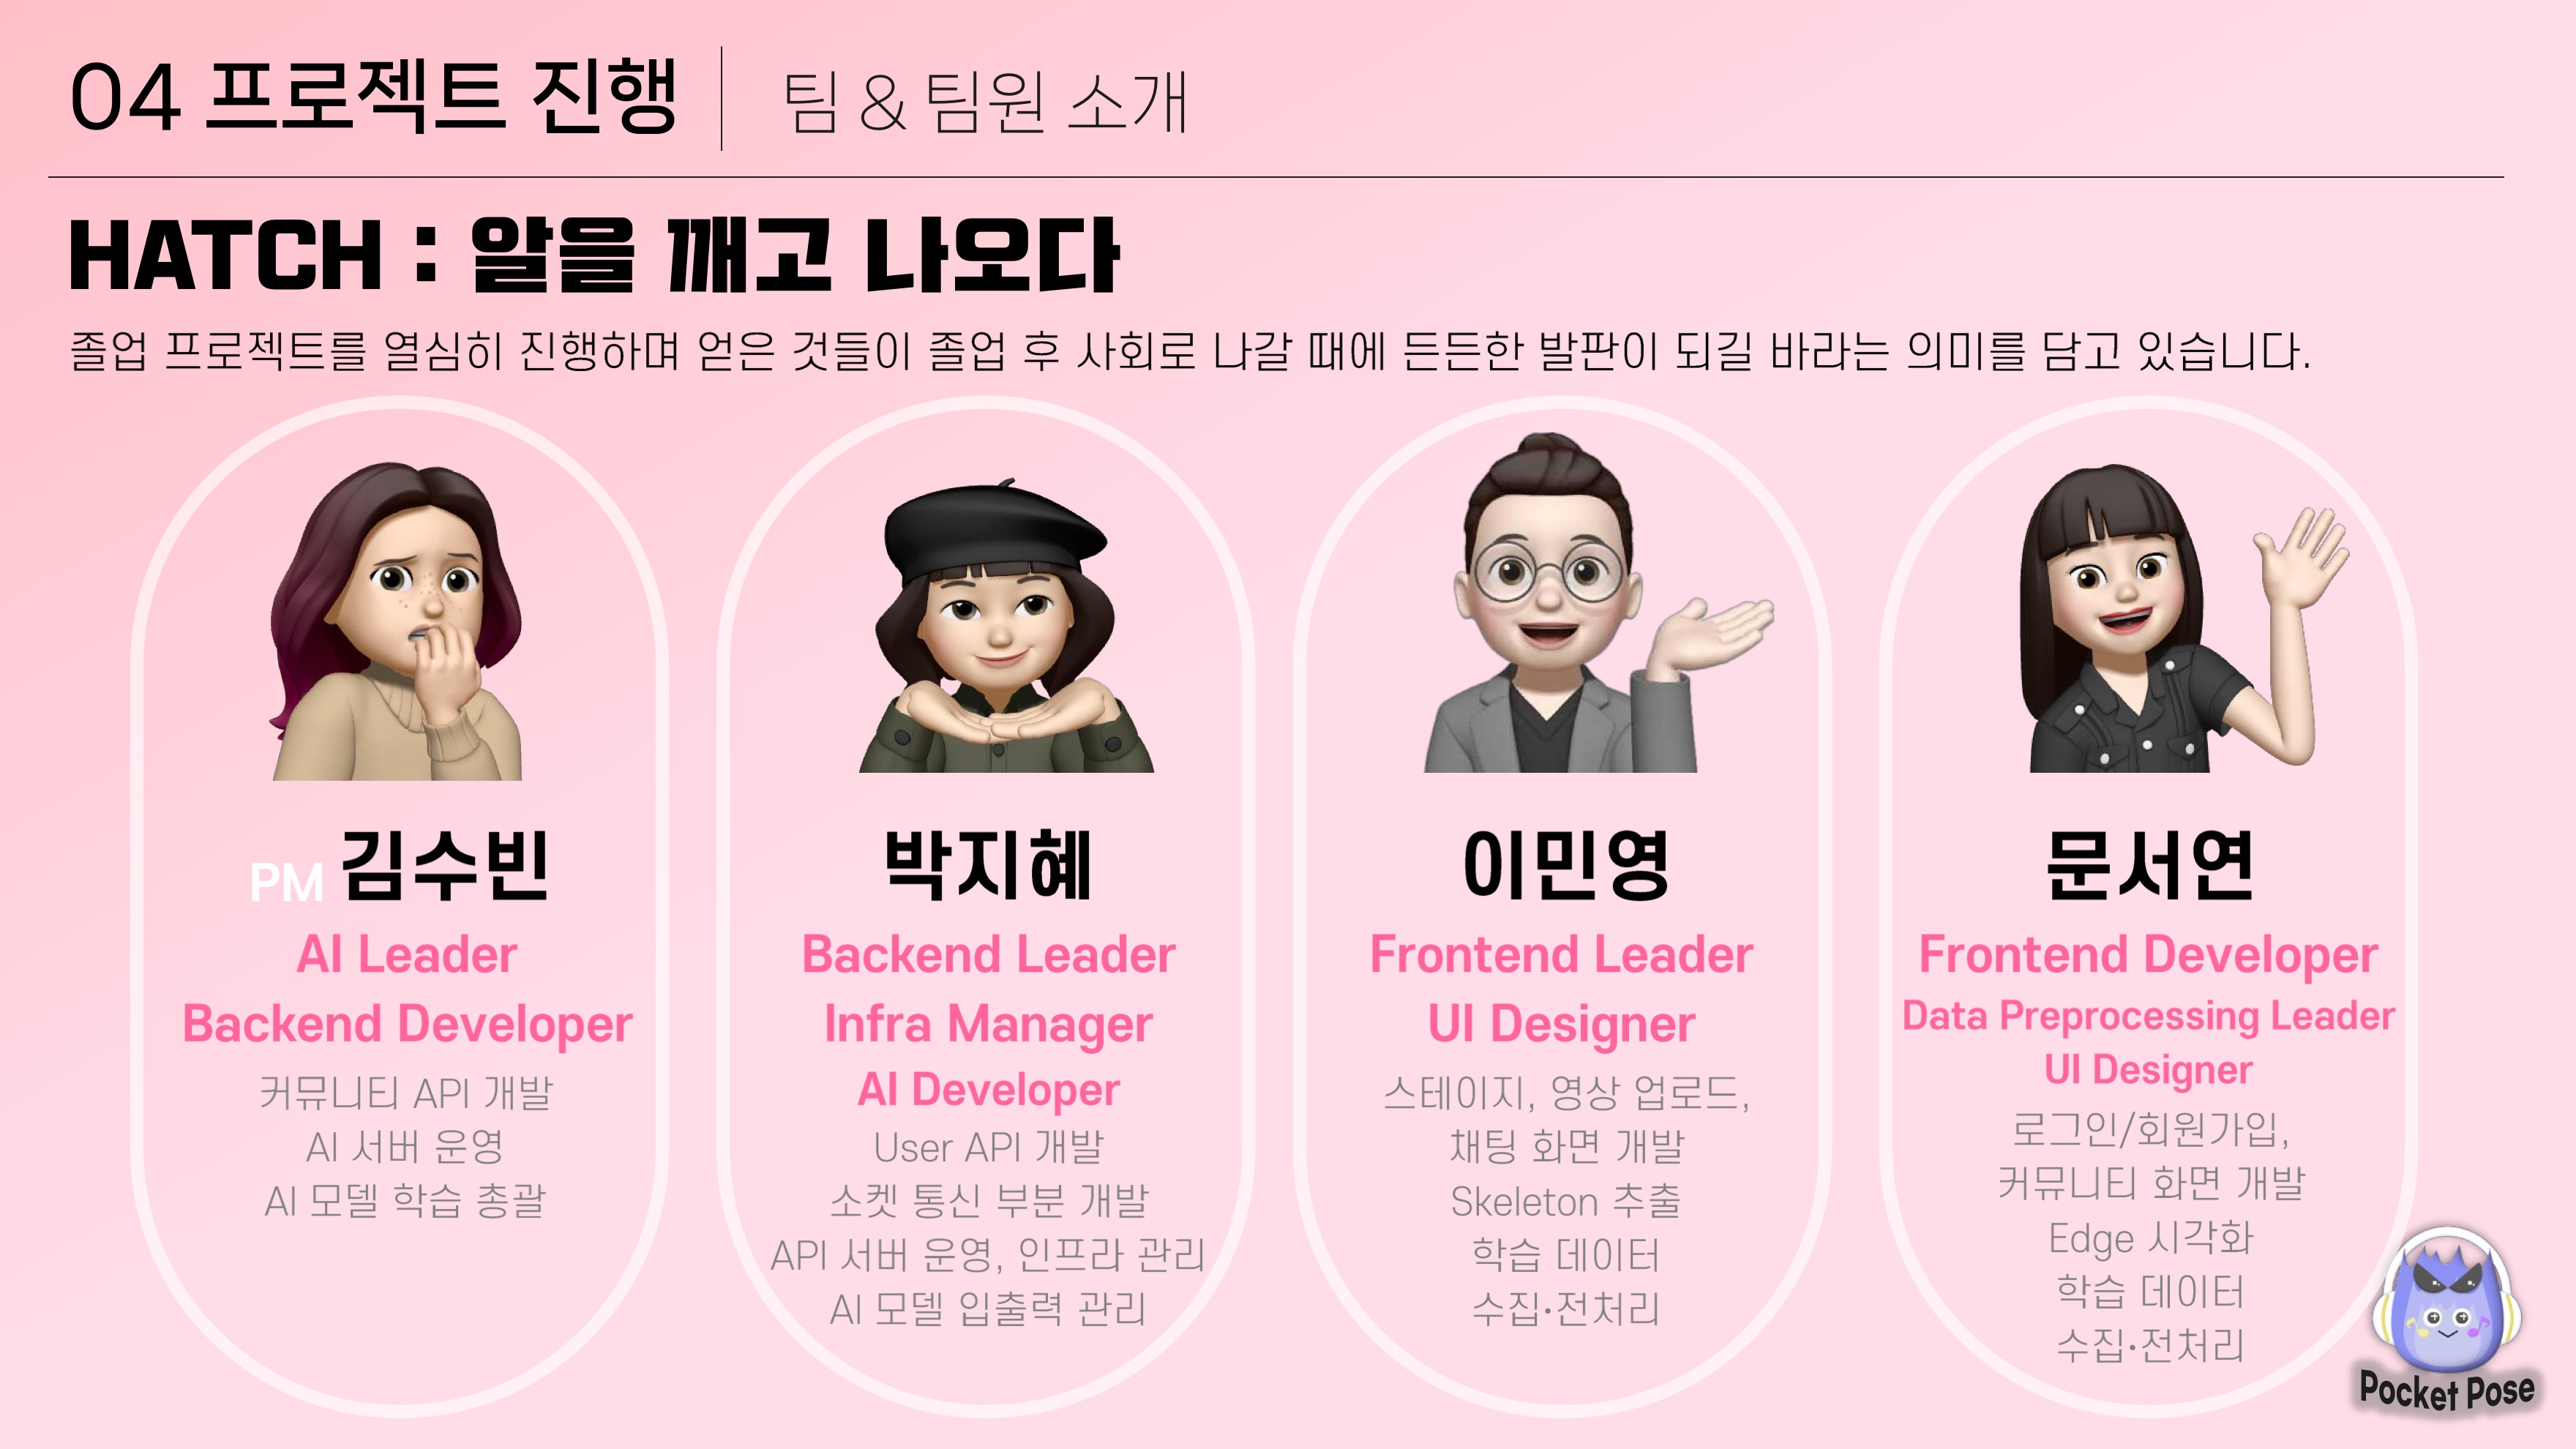 04 프로젝트 진행
팀 & 팀원 소개
HATCH : 알을 깨고 나오다
졸업 프로젝트를 열심히 진행하며 얻은 것들이 졸업 후 사회로 나갈 때에 든든한 발판이 되길 바라는 의미를 담고 있습니다.
PM 김수빈
AI Leader
Backend Developer
커뮤니티 API 개발
AI 서버 운영
AI 모델 학습 총괄
박지혜
Backend Leader
Infra Manager
AI Developer
User API 개발
소켓 통신 부분 개발
API 서버 운영, 인프라 관리
AI 모델 입출력 관리
이민영
Frontend Leader
UI Designer
스테이지, 영상 업로드,
채팅 화면 개발
Skeleton 추출
학습 데이터
수집·전처리
문서연
Frontend Developer
Data Preprocessing Leader
UI Designer
로그인/회원가입,
커뮤니티 화면 개발
Edge 시각화
학습 데이터
수집·전처리
Pocket Pose